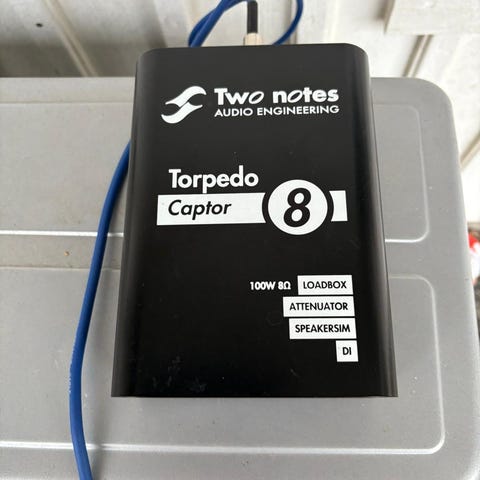 Two notes
AUDIO ENGINEERING
Torpedo
Captor 8
100W 8Ω LOADBOX
ATTENUATOR
SPEAKERSIM
DI